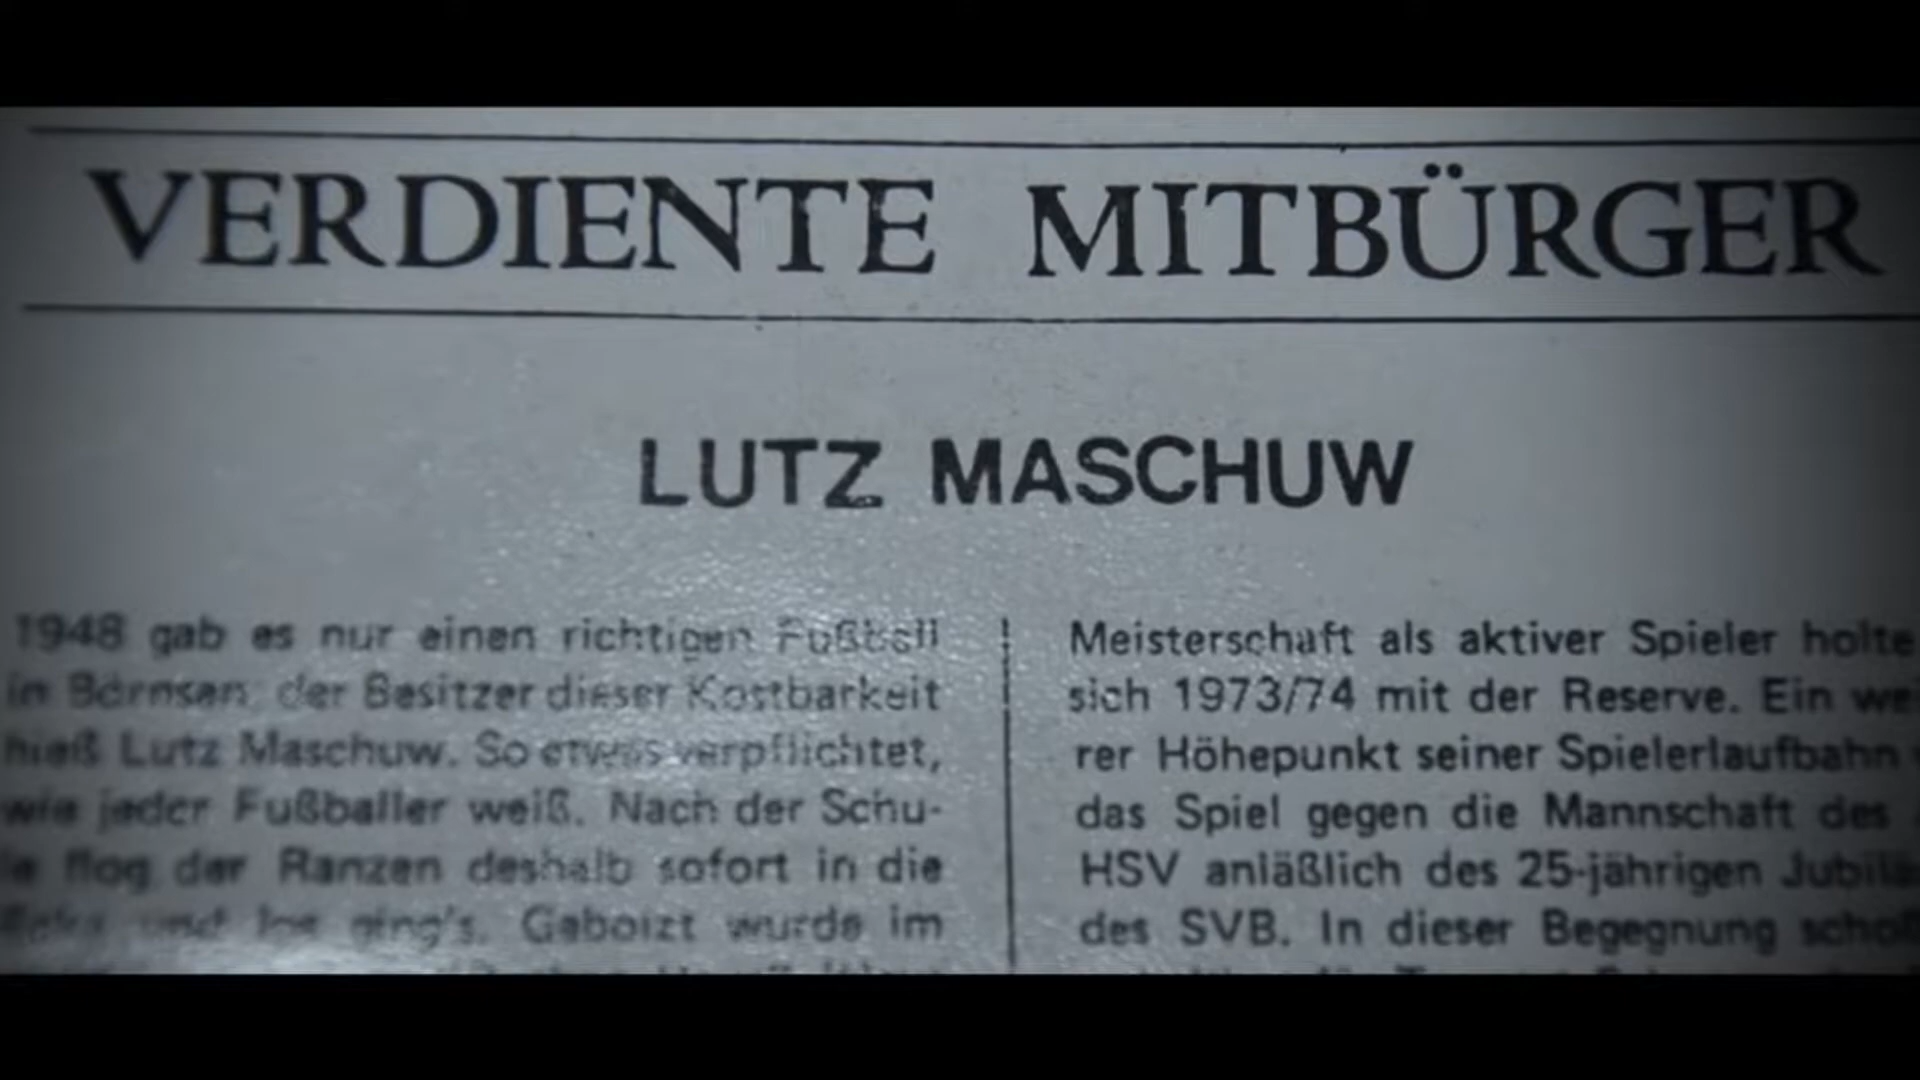 VERDIENTE MITBÜRGER
LUTZ MASCHUW
1948 gab es nur einen richtigen Fußball
in Börnsen, der Besitzer dieser Kostbarkeit
hieß Lutz Maschuw. So etwas verpflichtet,
wie jeder Fußballer weiß. Nach der Schu-
le flog der Ranzen deshalb sofort in die
und los ging's. Gebolzt wurde im
Meisterschaft als aktiver Spieler holte
sich 1973/74 mit der Reserve. Ein
rer Höhepunkt seiner Spielerlaufbahn
das Spiel gegen die Mannschaft des
HSV anläßlich des 25-jährigen
des SVB. In dieser Begegnung